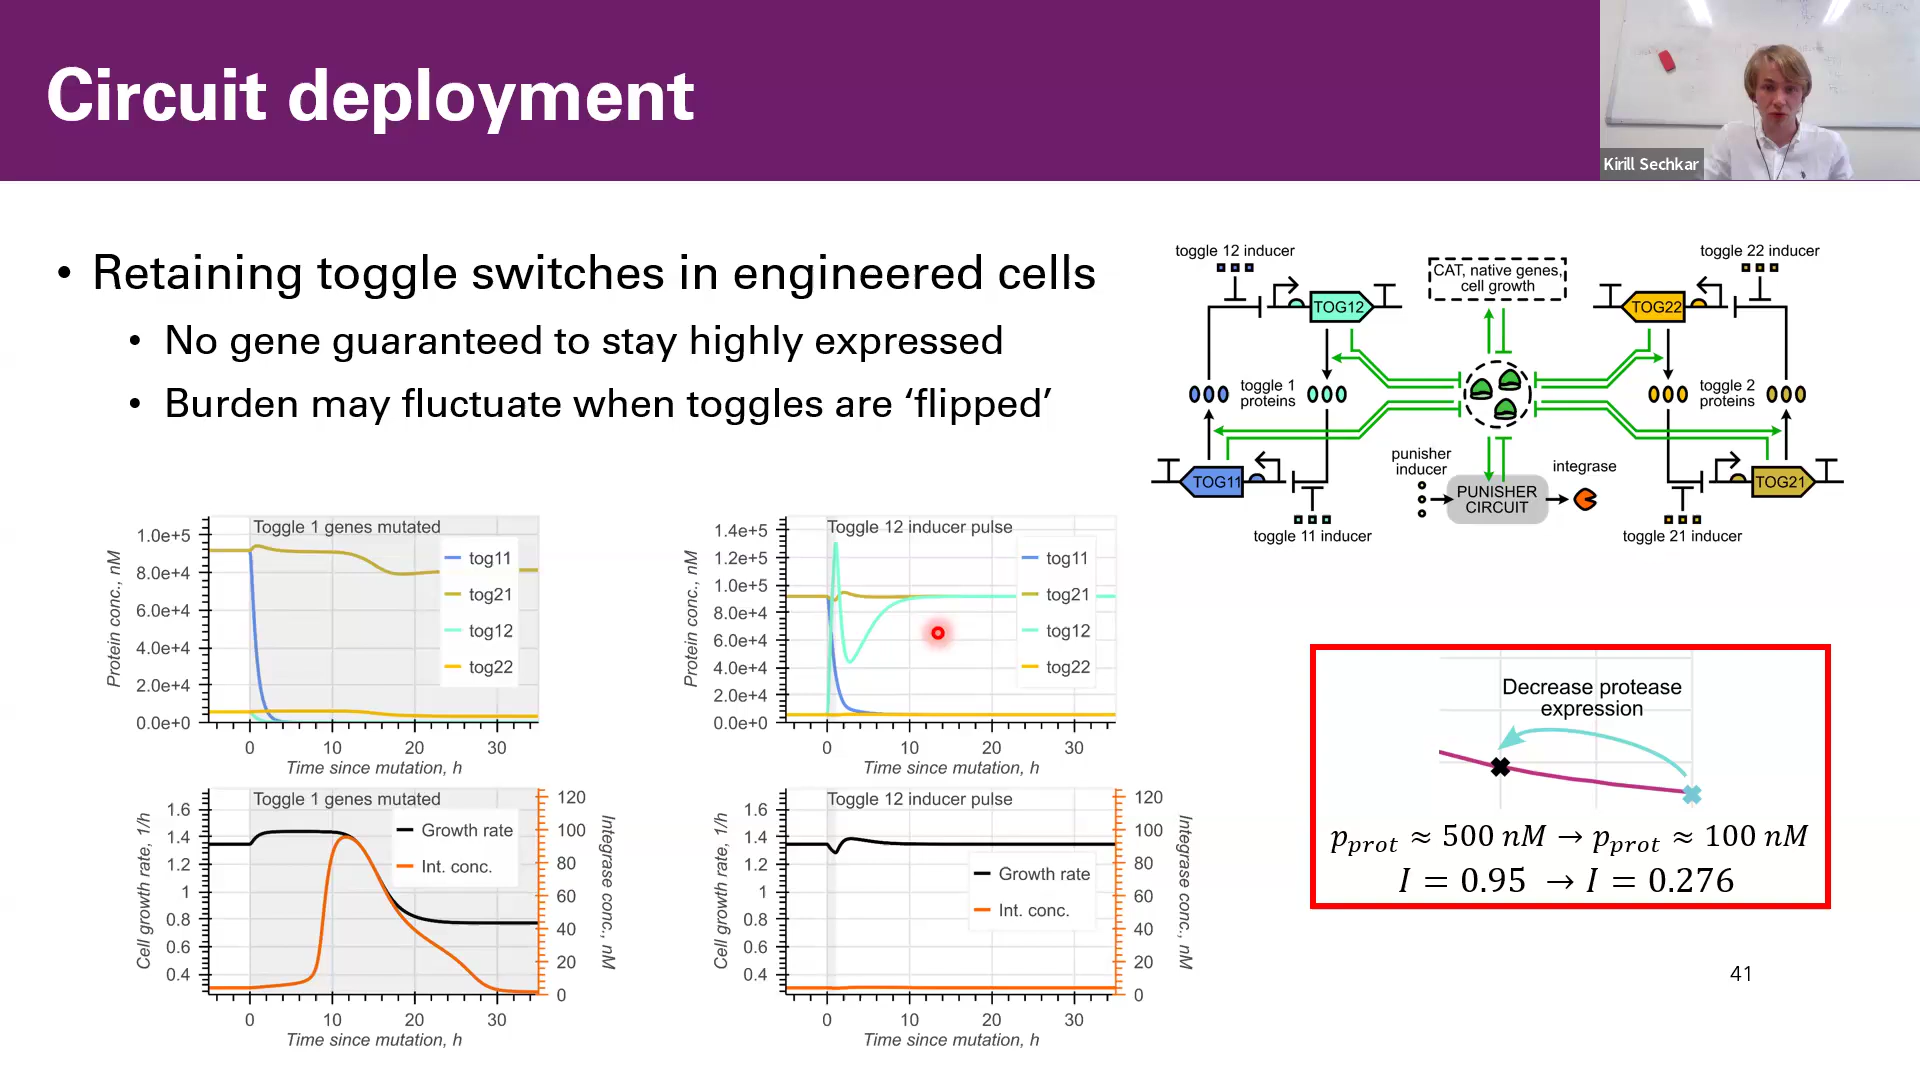 Circuit deployment
Kirill Sechkar
• Retaining toggle switches in engineered cells
• No gene guaranteed to stay highly expressed
• Burden may fluctuate when toggles are ‘flipped’
toggle 12 inducer
toggle 22 inducer
CAT, native genes,
cell growth
TOG12
TOG22
toggle 1
proteins
toggle 2
proteins
punisher
inducer
integrase
TOG11
PUNISHER
CIRCUIT
TOG21
toggle 11 inducer
toggle 21 inducer
Toggle 1 genes mutated
Protein conc., nM
1.0e+5
8.0e+4
6.0e+4
4.0e+4
2.0e+4
0.0e+0
tog11
tog21
tog12
tog22
0 10 20 30
Time since mutation, h
Toggle 12 inducer pulse
Protein conc., nM
1.4e+5
1.2e+5
1.0e+5
8.0e+4
6.0e+4
4.0e+4
2.0e+4
0.0e+0
tog11
tog21
tog12
tog22
0 10 20 30
Time since mutation, h
Toggle 1 genes mutated
Cell growth rate, 1/h
1.6
1.4
1.2
1
0.8
0.6
0.4
Growth rate
Int. conc.
120
100
80
60
40
20
0
Integrase conc., nM
0 10 20 30
Time since mutation, h
Toggle 12 inducer pulse
Cell growth rate, 1/h
1.6
1.4
1.2
1
0.8
0.6
0.4
Growth rate
Int. conc.
120
100
80
60
40
20
0
Integrase conc., nM
0 10 20 30
Time since mutation, h
Decrease protease
expression
p_prot ≈ 500 nM → p_prot ≈ 100 nM
I = 0.95 → I = 0.276
41